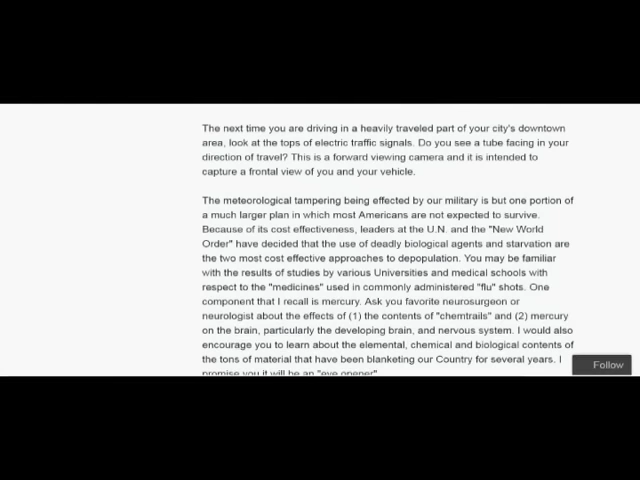 The next time you are driving in a heavily traveled part of your city's downtown
area, look at the tops of electric traffic signals. Do you see a tube facing in your
direction of travel? This is a forward viewing camera and it is intended to
capture a frontal view of you and your vehicle.
The meteorological tampering being effected by our military is but one portion of
a much larger plan in which most Americans are not expected to survive.
Because of its cost effectiveness, leaders at the U.N. and the "New World
Order" have decided that the use of deadly biological agents and starvation are
the two most cost effective approaches to depopulation. You may be familiar
with the results of studies by various Universities and medical schools with
respect to the "medicines" used in commonly administered "flu" shots. One
component that I recall is mercury. Ask you favorite neurosurgeon or
neurologist about the effects of (1) the contents of "chemtrails" and (2) mercury
on the brain, particularly the developing brain, and nervous system. I would also
encourage you to learn about the elemental, chemical and biological contents of
the tons of material that have been blanketing our Country for several years. I
promise you it will be an "eye opener"
Follow